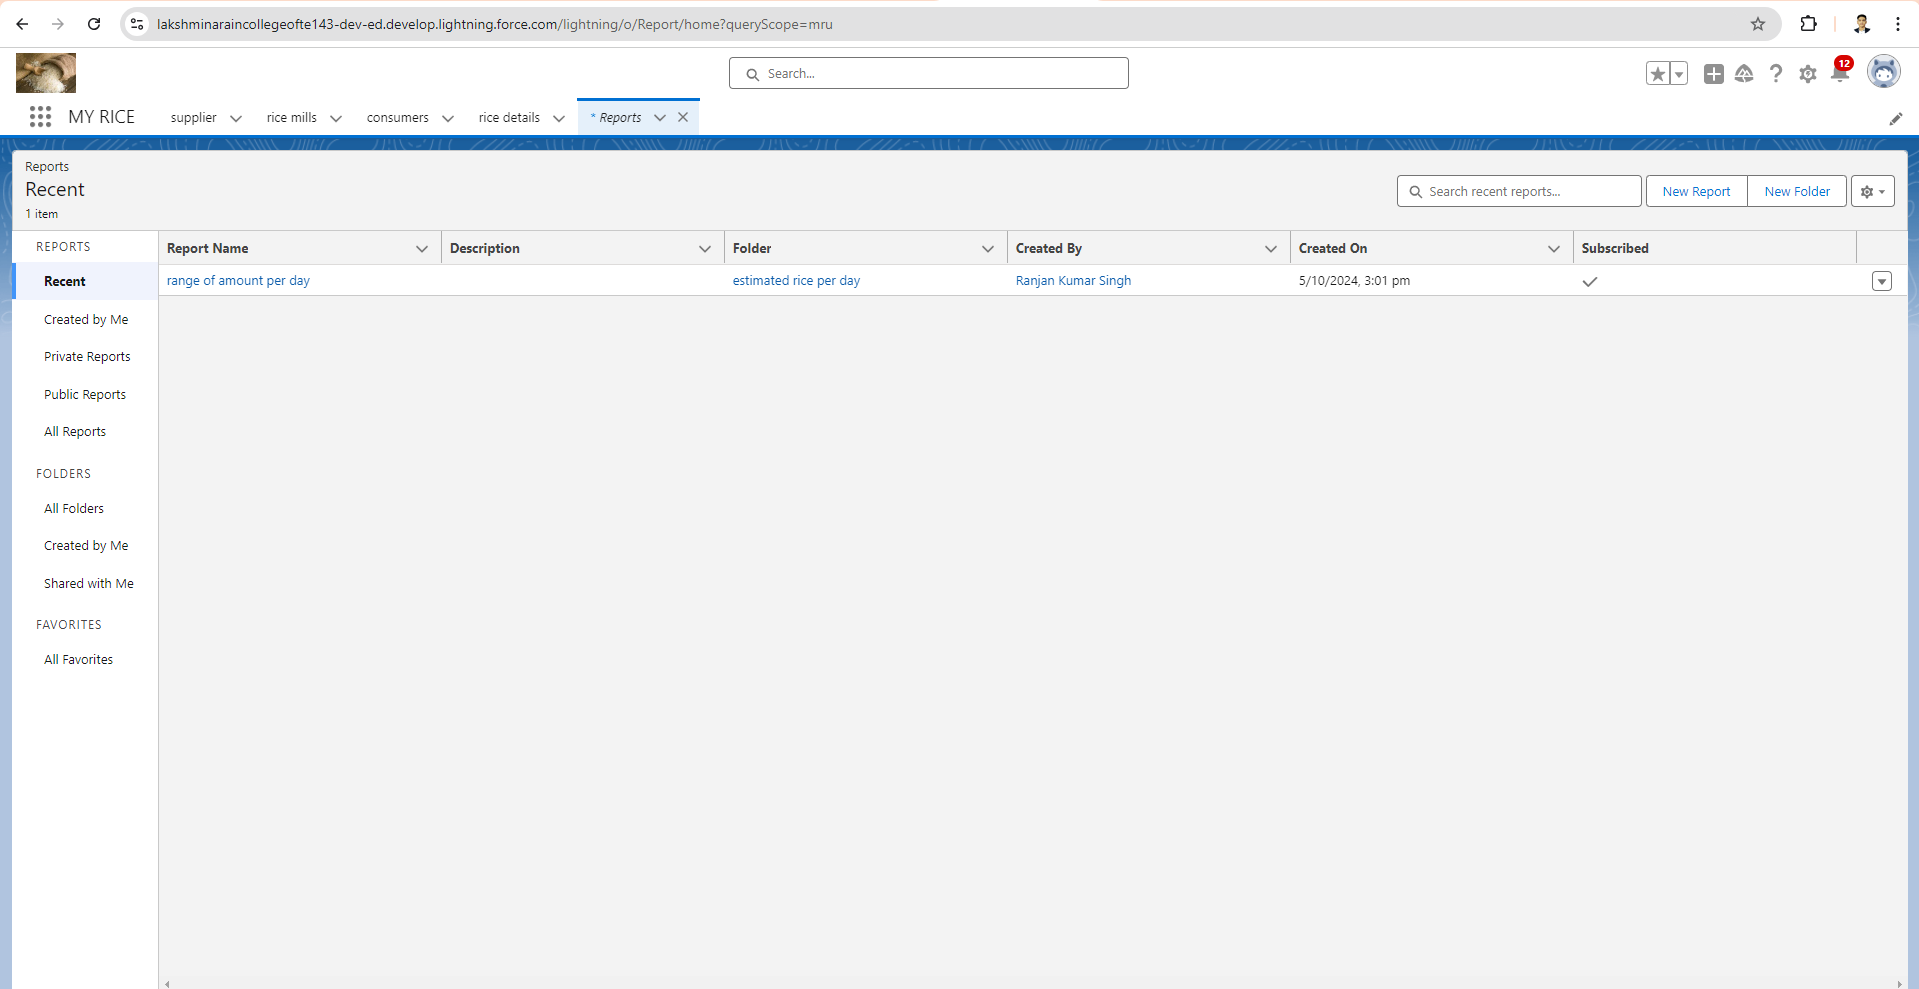 lakshminaraincollegeofte143-dev-ed.develop.lightning.force.com/lightning/o/Report/home?queryScope=mru
Search...
12
MY RICE supplier rice mills consumers rice details * Reports
Reports
Recent
1 item
Search recent reports... New Report New Folder
REPORTS
Recent
Created by Me
Private Reports
Public Reports
All Reports
FOLDERS
All Folders
Created by Me
Shared with Me
FAVORITES
All Favorites
Report Name Description Folder Created By Created On Subscribed
range of amount per day estimated rice per day Ranjan Kumar Singh 5/10/2024, 3:01 pm